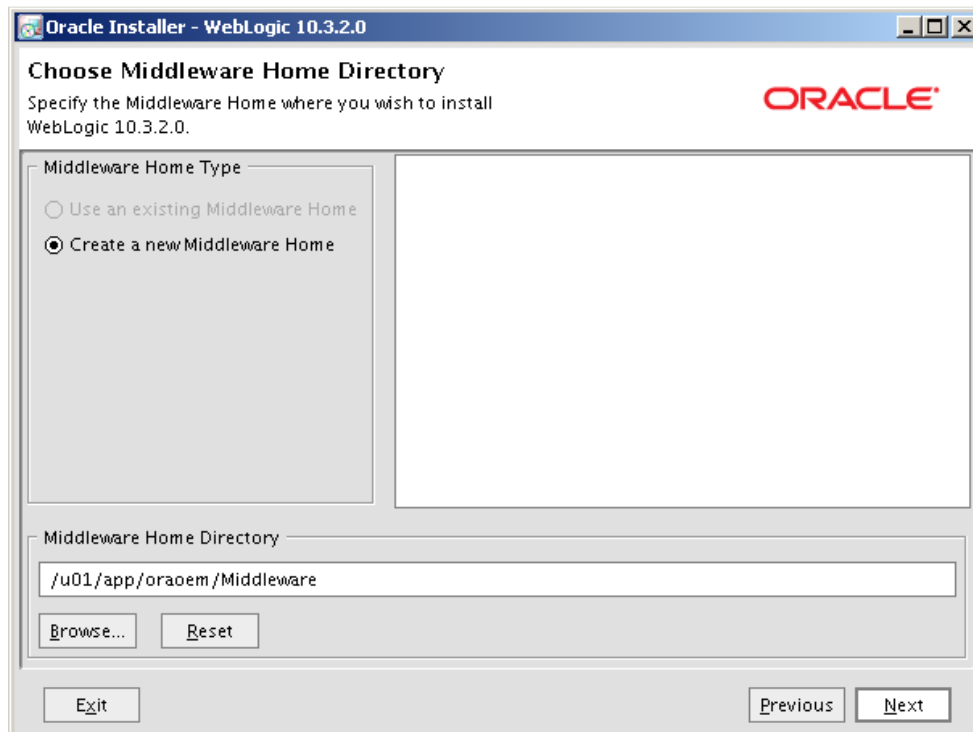 Oracle Installer - WebLogic 10.3.2.0
Choose Middleware Home Directory
Specify the Middleware Home where you wish to install
WebLogic 10.3.2.0.
ORACLE
Middleware Home Type
Use an existing Middleware Home
Create a new Middleware Home
Middleware Home Directory
/u01/app/oraoem/Middleware
Browse...
Reset
Exit
Previous
Next